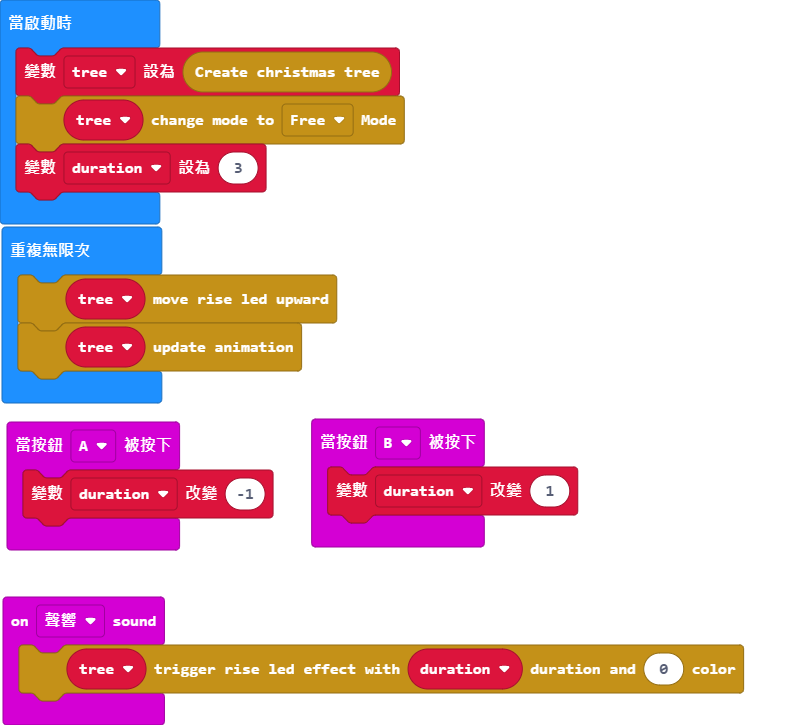 當啟動時
變數 tree 設為 Create christmas tree
tree change mode to Free Mode
變數 duration 設為 3
重複無限次
tree move rise led upward
tree update animation
當按鈕 A 被按下
變數 duration 改變 -1
當按鈕 B 被按下
變數 duration 改變 1
on 聲響 sound
tree trigger rise led effect with duration duration and 0 color